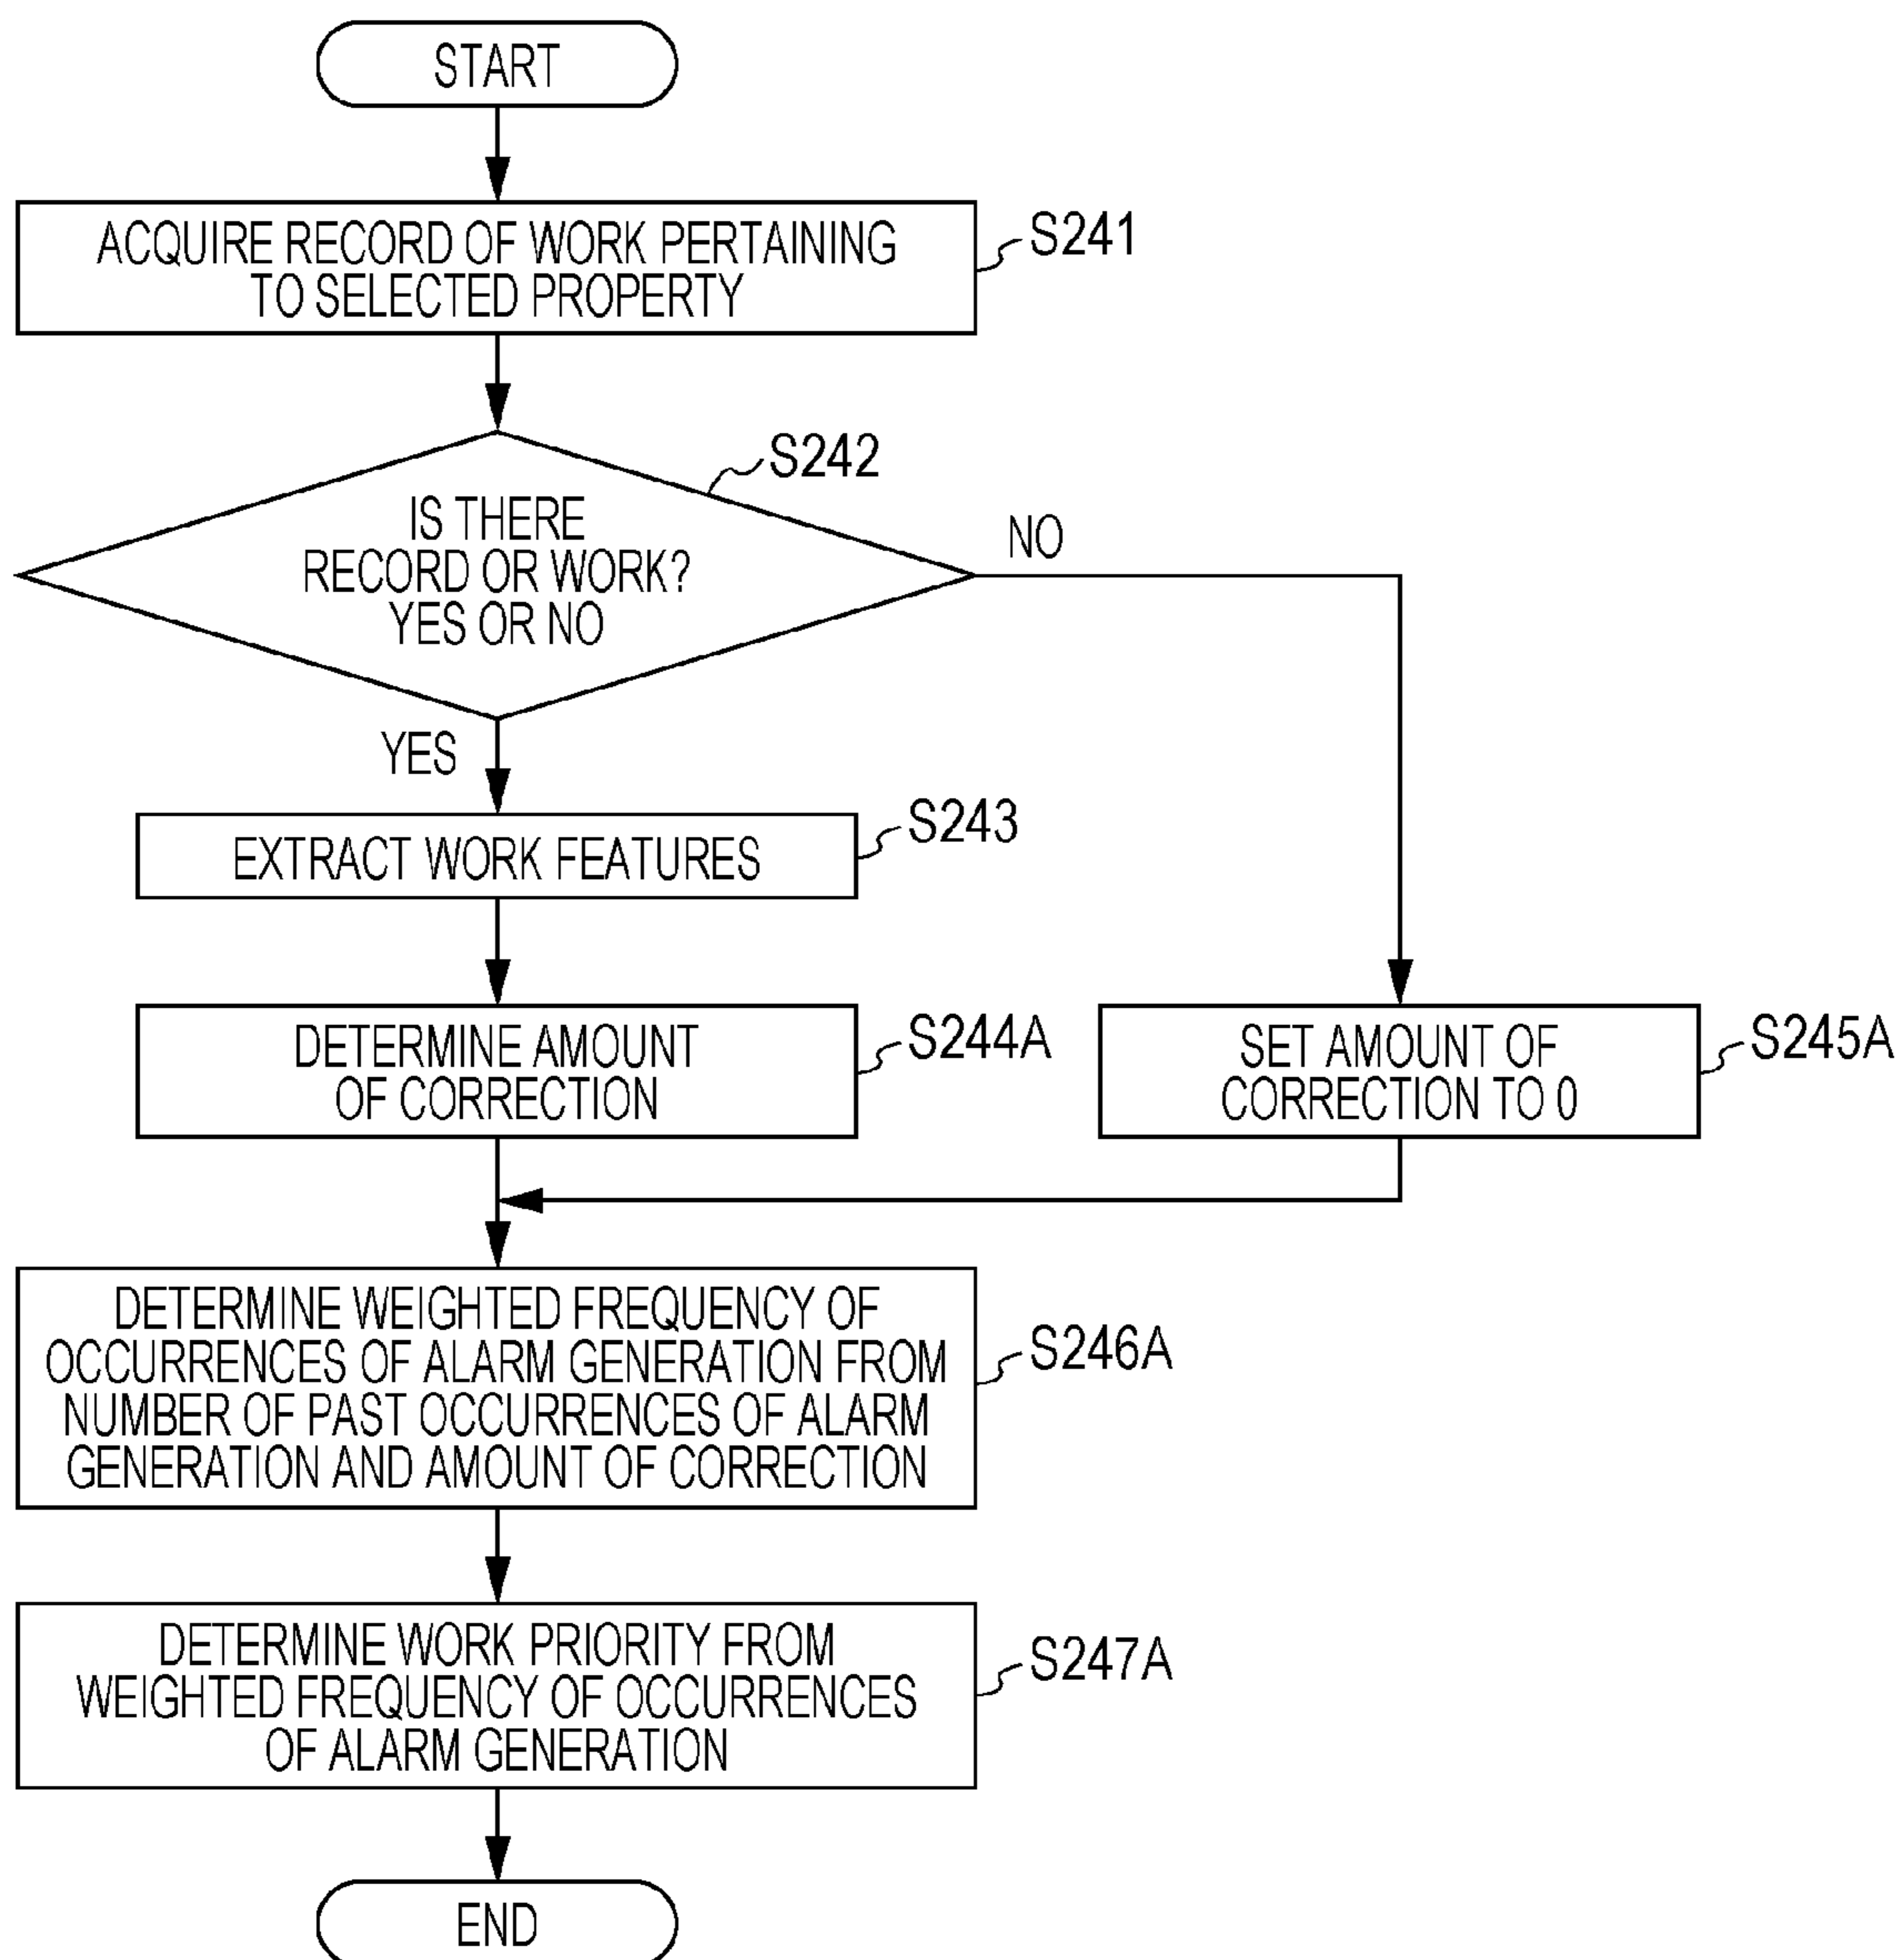 START
ACQUIRE RECORD OF WORK PERTAINING
TO SELECTED PROPERTY
S241
S242
IS THERE
RECORD OR WORK?
YES OR NO
NO
YES
EXTRACT WORK FEATURES
S243
DETERMINE AMOUNT
OF CORRECTION
S244A
SET AMOUNT OF
CORRECTION TO 0
S245A
DETERMINE WEIGHTED FREQUENCY OF
OCCURRENCES OF ALARM GENERATION FROM
NUMBER OF PAST OCCURRENCES OF ALARM
GENERATION AND AMOUNT OF CORRECTION
S246A
DETERMINE WORK PRIORITY FROM
WEIGHTED FREQUENCY OF OCCURRENCES
OF ALARM GENERATION
S247A
END